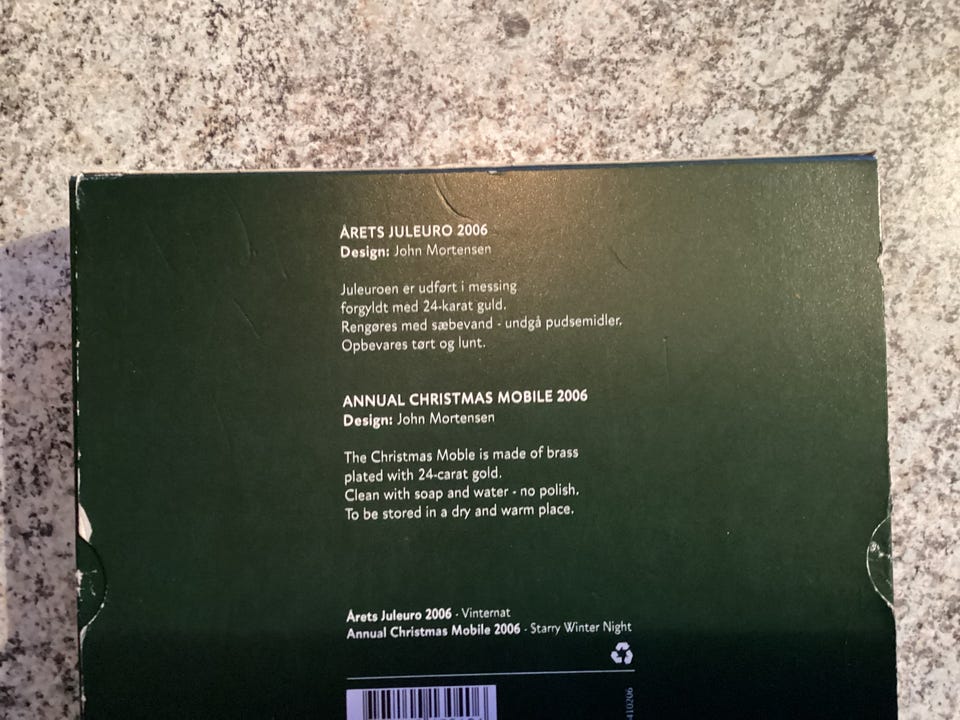 ÅRETS JULEURO 2006
Design: John Mortensen
Juleuroen er udført i messing
forgyldt med 24-karat guld.
Rengøres med sæbevand - undgå pudsemidler.
Opbevares tørt og lunt.
ANNUAL CHRISTMAS MOBILE 2006
Design: John Mortensen
The Christmas Moble is made of brass
plated with 24-carat gold.
Clean with soap and water - no polish.
To be stored in a dry and warm place.
Årets Juleuro 2006 - Vinternat
Annual Christmas Mobile 2006 - Starry Winter Night